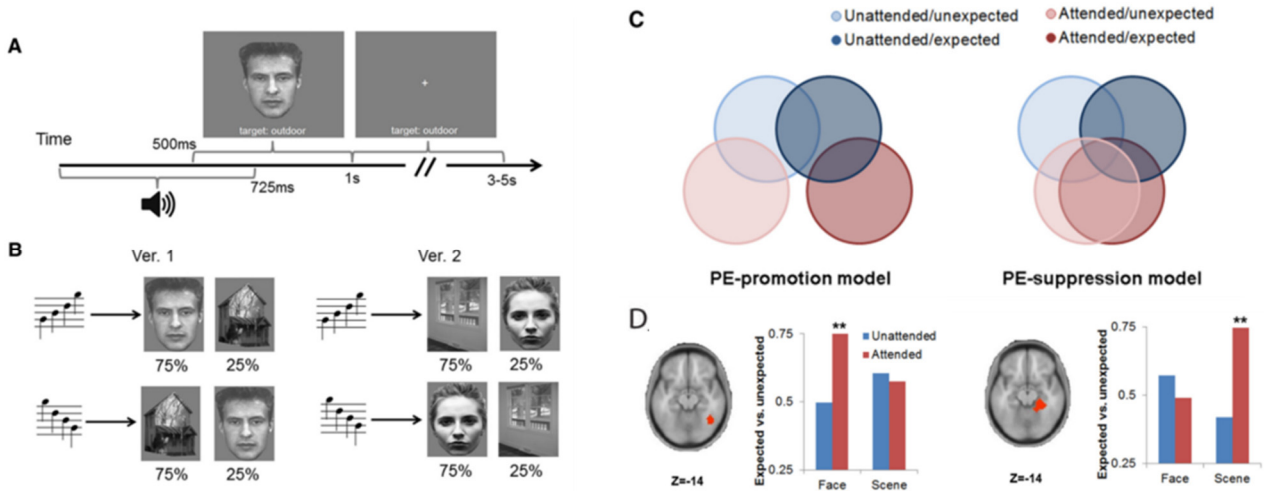 A
target: outdoor
target: outdoor
Time
500ms
725ms
1s
3-5s
B
Ver. 1
Ver. 2
75%
25%
75%
25%
75%
25%
75%
25%
C
Unattended/unexpected
Attended/unexpected
Unattended/expected
Attended/expected
PE-promotion model
PE-suppression model
D
Z=-14
Expected vs. unexpected
0.75
0.5
0.25
**
Unattended
Attended
Face
Scene
Z=-14
Expected vs. unexpected
0.75
0.5
0.25
**
Face
Scene